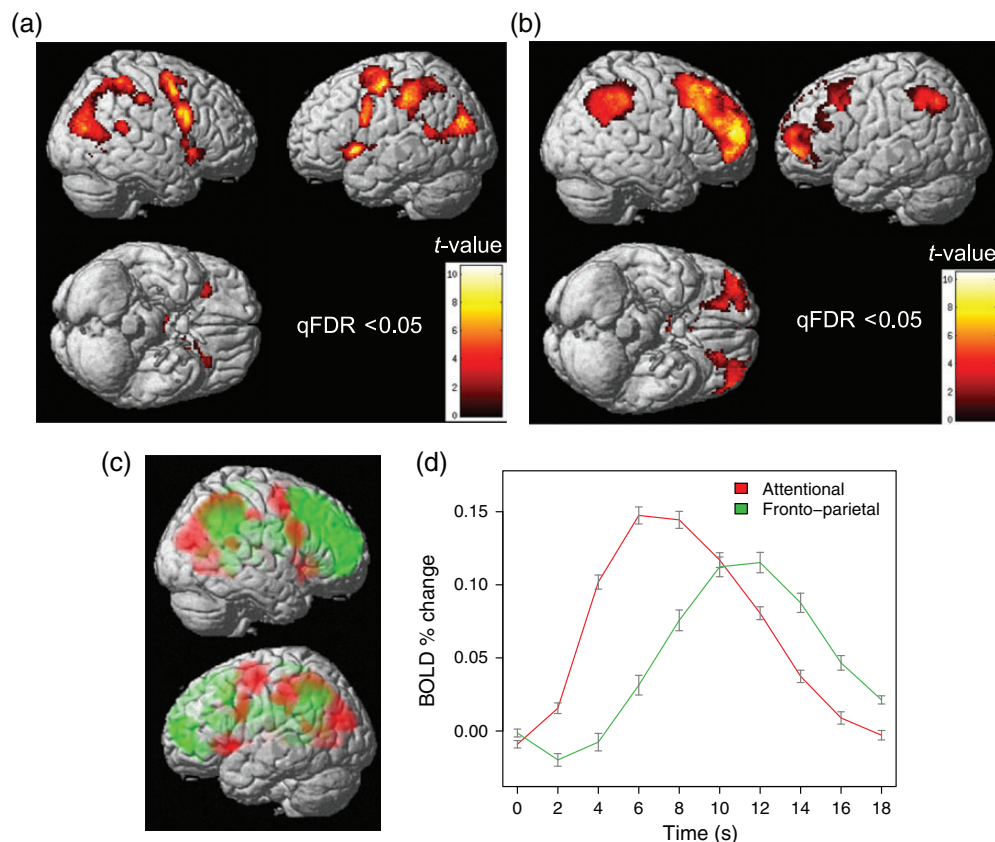 (a)
t-value
10
8
6
4
2
0
qFDR <0.05
(b)
t-value
10
8
6
4
2
0
qFDR <0.05
(c)
(d)
Attentional
Fronto–parietal
BOLD % change
0.15
0.10
0.05
0.00
0 2 4 6 8 10 12 14 16 18
Time (s)